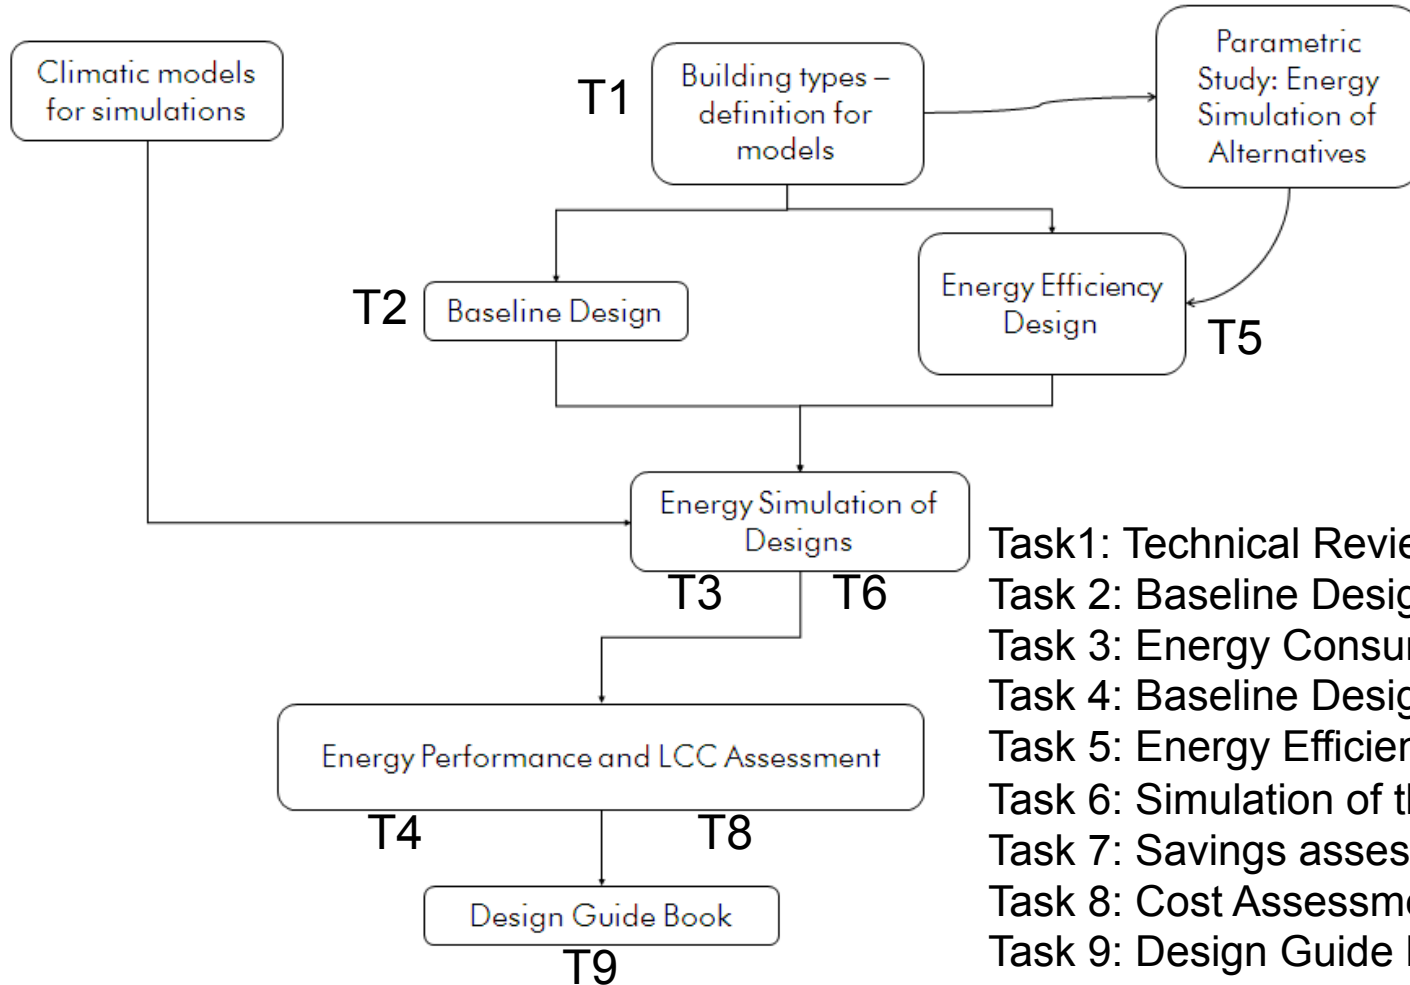 Climatic models
for simulations
T1
Building types –
definition for
models
Parametric
Study: Energy
Simulation of
Alternatives
T2
Baseline Design
Energy Efficiency
Design
T5
Energy Simulation of
Designs
T3
T6
Energy Performance and LCC Assessment
T4
T8
Design Guide Book
T9
Task1: Technical
Task 2: Baseline
Task 3: Energy
Task 4: Baseline
Task 5: Energy
Task 6: Simulation of
Task 7: Savings
Task 8: Cost
Task 9: Design Guide